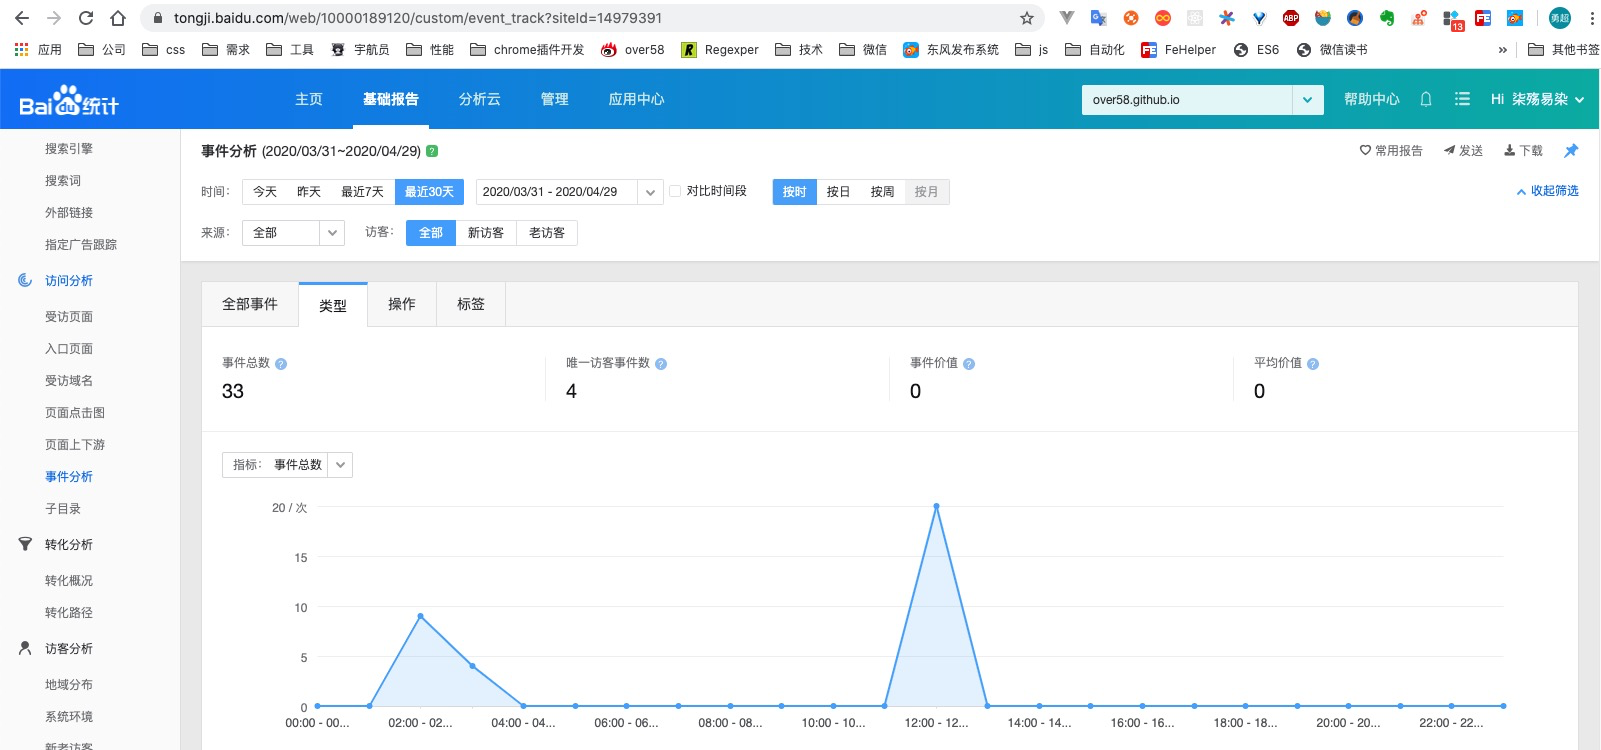 tongji.baidu.com/web/10000189120/custom/event_track?siteId=14979391
ABP
13
FE
勇超
应用 公司 css 需求 工具 宇航员 性能 chrome插件开发 over58 R Regexper 技术 微信 东风发布系统 js 自动化 FE FeHelper ES6 微信读书 » 其他书签
Bai du 统计 主页 基础报告 分析云 管理 应用中心 over58.github.io 帮助中心 Hi 柒殇易染
搜索引擎
搜索词
外部链接
指定广告跟踪
访问分析
受访页面
入口页面
受访域名
页面点击图
页面上下游
事件分析
子目录
转化分析
转化概况
转化路径
访客分析
地域分布
系统环境
新老访客
事件分析 (2020/03/31~2020/04/29) ? 常用报告 发送 下载
时间： 今天 昨天 最近7天 最近30天 2020/03/31 - 2020/04/29 对比时间段 按时 按日 按周 按月 收起筛选
来源： 全部 访客： 全部 新访客 老访客
全部事件 类型 操作 标签
事件总数 ? 唯一访客事件数 ? 事件价值 ? 平均价值 ?
33 4 0 0
指标： 事件总数
20 / 次
15
10
5
0
00:00 - 00... 02:00 - 02... 04:00 - 04... 06:00 - 06... 08:00 - 08... 10:00 - 10... 12:00 - 12... 14:00 - 14... 16:00 - 16... 18:00 - 18... 20:00 - 20... 22:00 - 22...